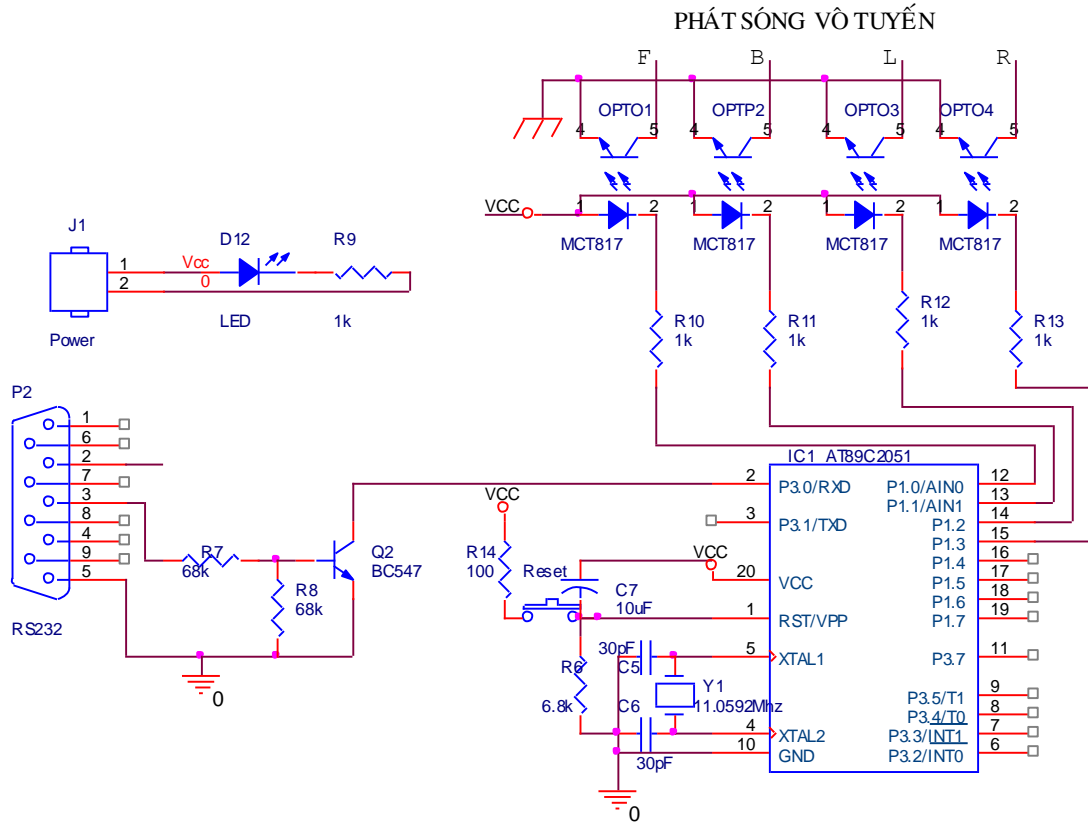 PHÁT SÓNG VÔ TUYẾN
F B L R
OPTO1 OPTP2 OPTO3 OPTO4
4 5 4 5 4 5 4 5
VCC 1 2 1 2 1 2 1 2
MCT817 MCT817 MCT817 MCT817
J1
D12 R9
1 Vcc
2 0
LED 1k
Power
R10 1k
R11 1k
R12 1k
R13 1k
P2
1
6
2
7
3
8
4
9
5
RS232
R7
68k
R8
68k
Q2
BC547
0
VCC
R14
100
Reset
VCC
C7
10uF
30pF
C5
R6
6.8k
C6
30pF
Y1
11.0592Mhz
0
IC1 AT89C2051
2 P3.0/RXD P1.0/AIN0 12
P1.1/AIN1 13
3 P3.1/TXD P1.2 14
P1.3 15
P1.4 16
20 VCC P1.5 17
P1.6 18
1 RST/VPP P1.7 19
5 XTAL1 P3.7 11
P3.5/T1 9
P3.4/T0 8
4 XTAL2 P3.3/INT1 7
10 GND P3.2/INT0 6